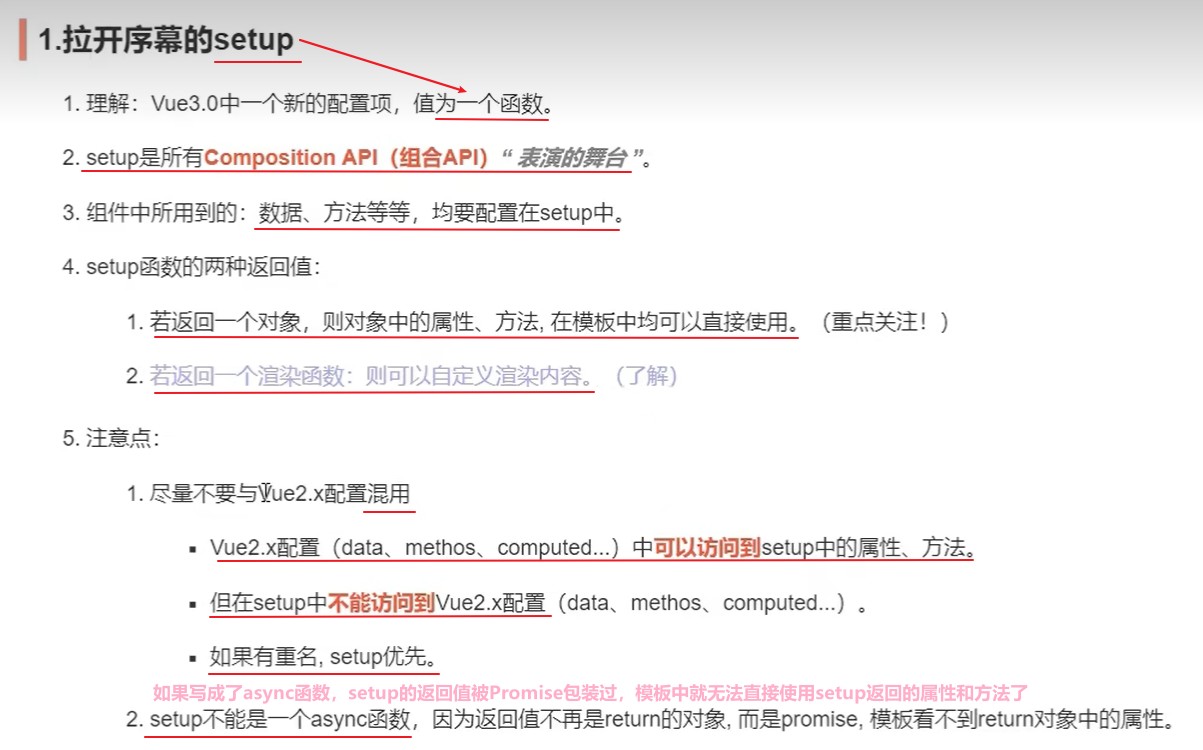 1.拉开序幕的setup
1. 理解：Vue3.0中一个新的配置项，值为一个函数。
2. setup是所有Composition API（组合API）“ 表演的舞台 ”。
3. 组件中所用到的：数据、方法等等，均要配置在setup中。
4. setup函数的两种返回值：
1. 若返回一个对象，则对象中的属性、方法, 在模板中均可以直接使用。（重点关注！）
2. 若返回一个渲染函数：则可以自定义渲染内容。（了解）
5. 注意点：
1. 尽量不要与Vue2.x配置混用
▪ Vue2.x配置（data、methos、computed...）中可以访问到setup中的属性、方法。
▪ 但在setup中不能访问到Vue2.x配置（data、methos、computed...）。
▪ 如果有重名, setup优先。
如果写成了async函数，setup的返回值被Promise包装过，模板中就无法直接使用setup返回的属性和方法了
2. setup不能是一个async函数，因为返回值不再是return的对象, 而是promise, 模板看不到return对象中的属性。